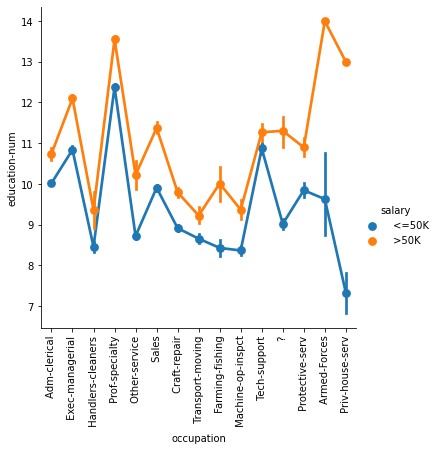 14
13
12
11
10
9
8
7
education-num
salary
<=50K
>50K
Adm-clerical
Exec-managerial
Handlers-cleaners
Prof-specialty
Other-service
Sales
Craft-repair
Transport-moving
Farming-fishing
Machine-op-inspct
Tech-support
?
Protective-serv
Armed-Forces
Priv-house-serv
occupation